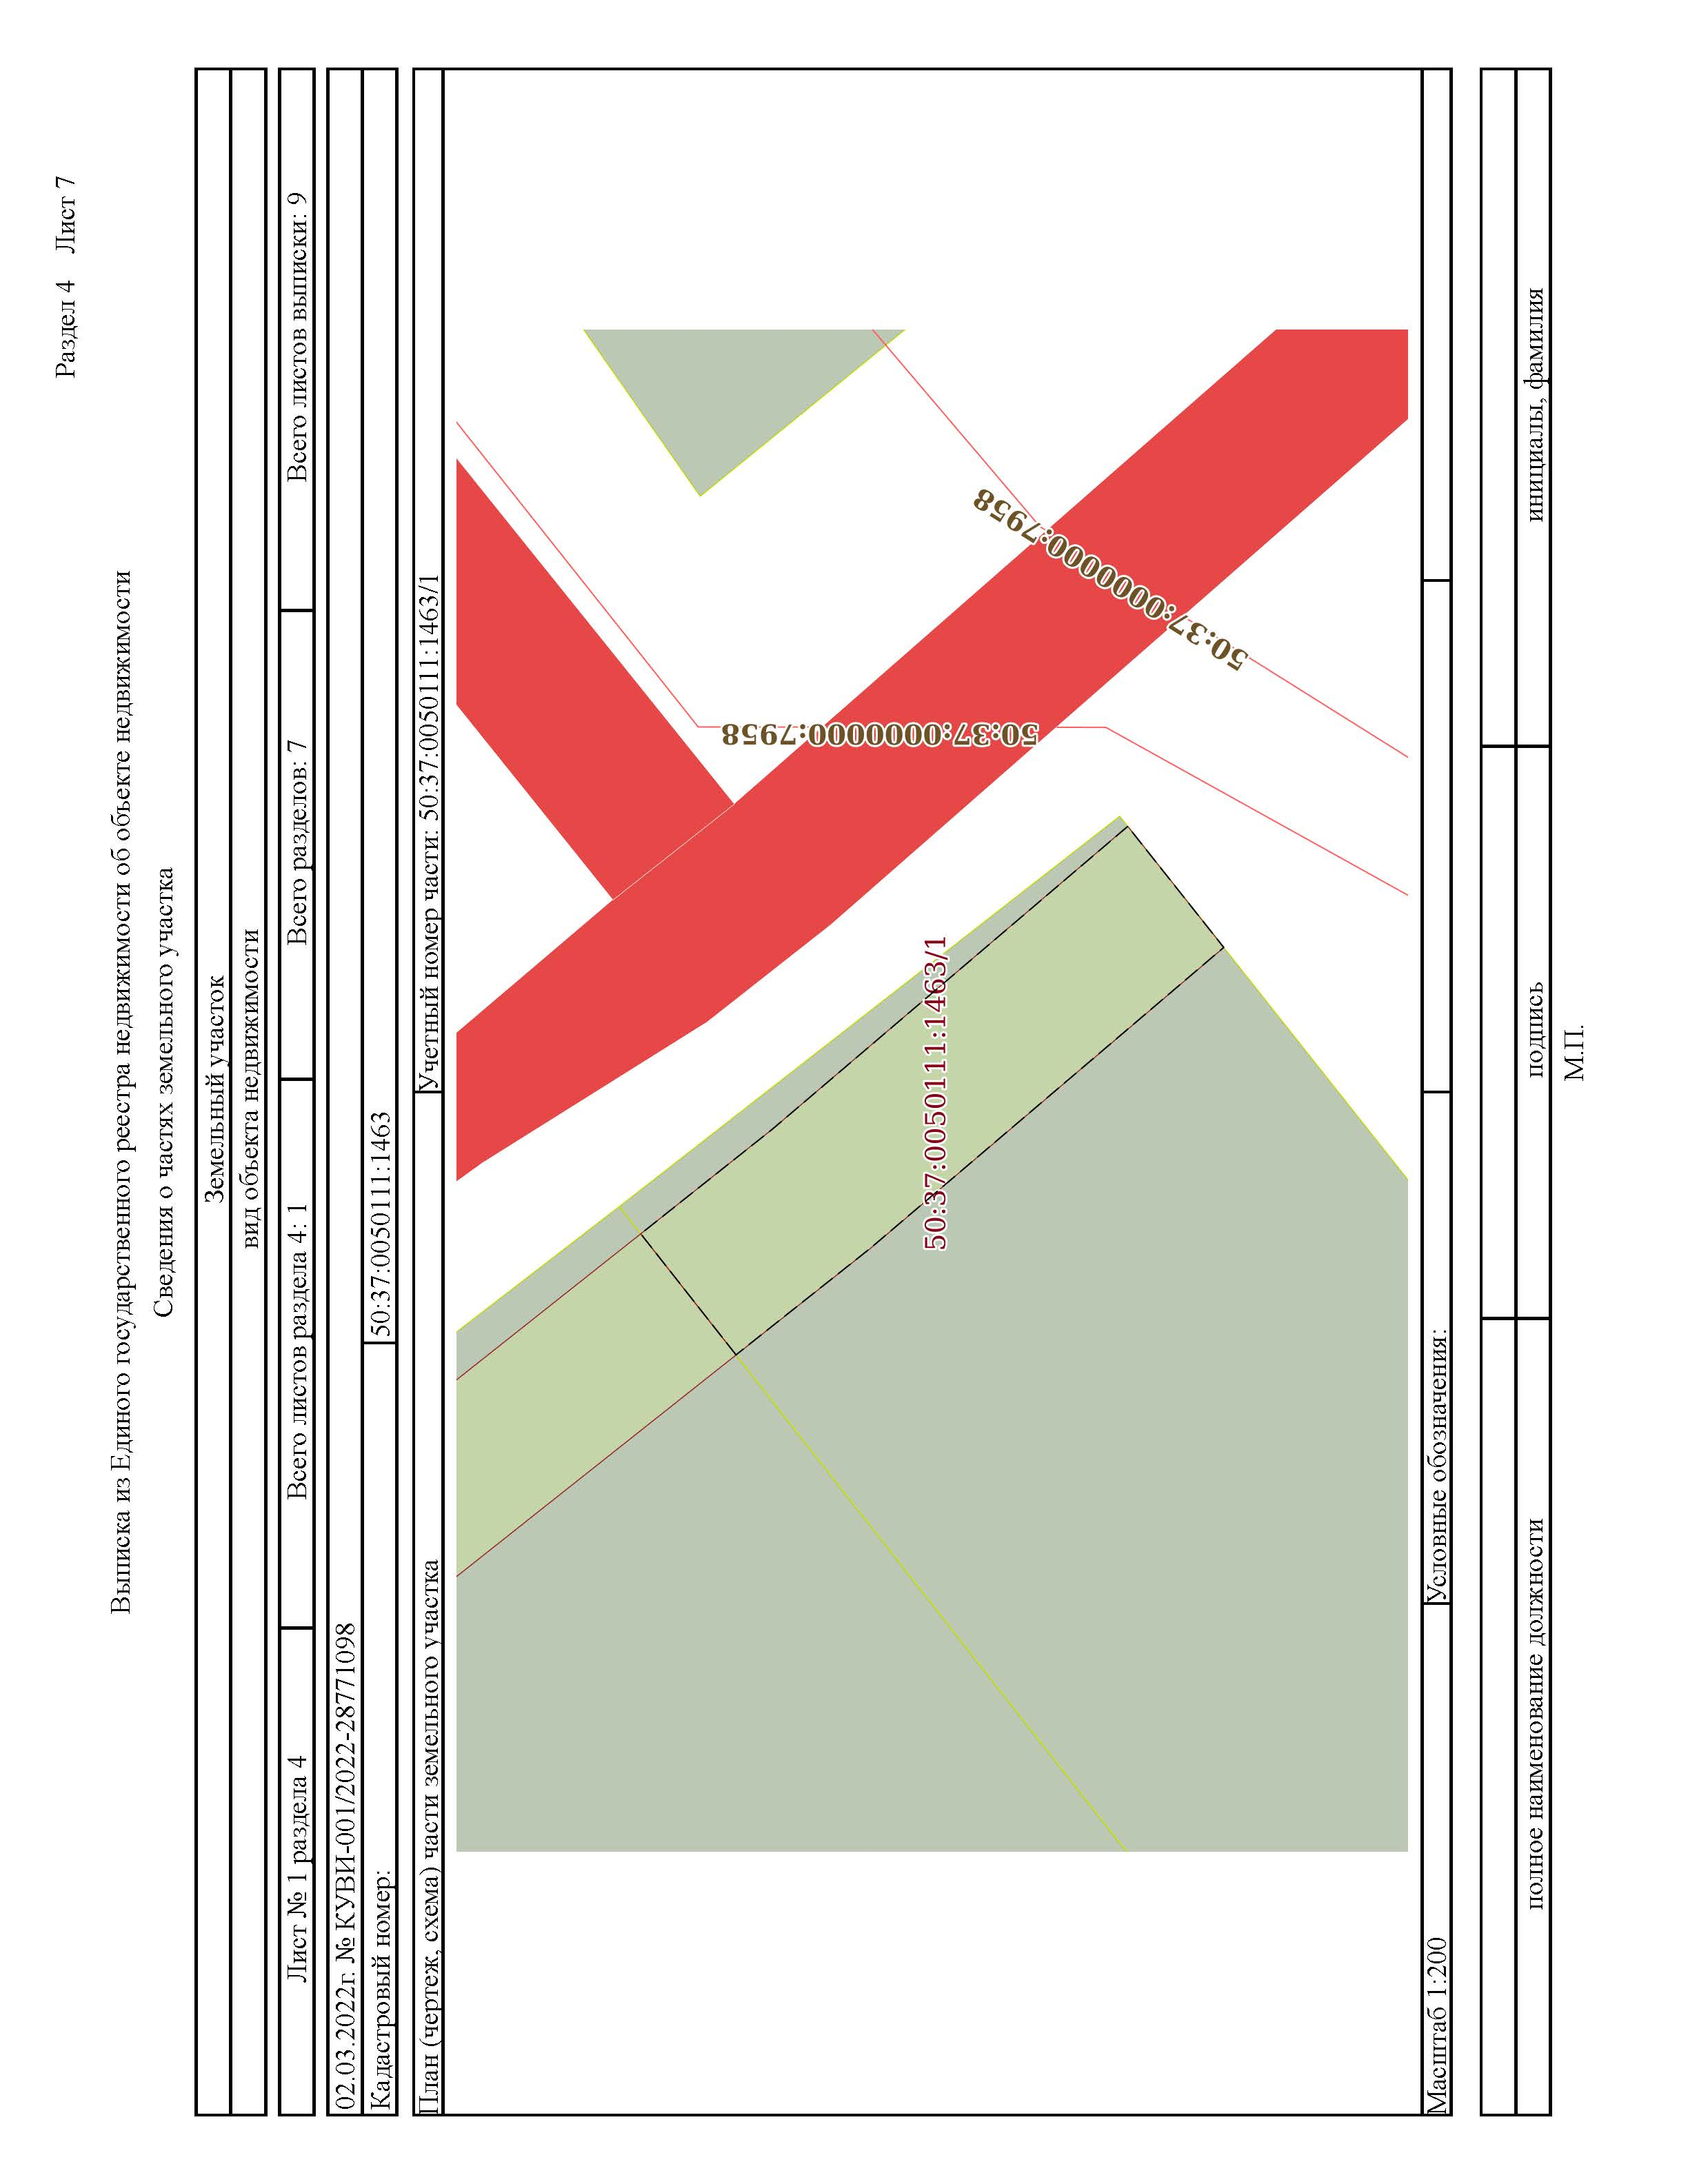 Раздел 4 Лист 7
Выписка из Единого государственного реестра недвижимости об объекте недвижимости
Сведения о частях земельного участка
Земельный участок
вид объекта недвижимости
Лист № 1 раздела 4 Всего листов раздела 4: 1 Всего разделов: 7 Всего листов выписки: 9
02.03.2022г. № КУВИ-001/2022-28771098
Кадастровый номер: 50:37:0050111:1463
План (чертеж, схема) части земельного участка Учетный номер части: 50:37:0050111:1463/1
50:37:0000000:7958
50:37:0050111:1463/1
50:37:0000000:7958
Масштаб 1:200 Условные обозначения:
полное наименование должности подпись инициалы, фамилия
М.П.